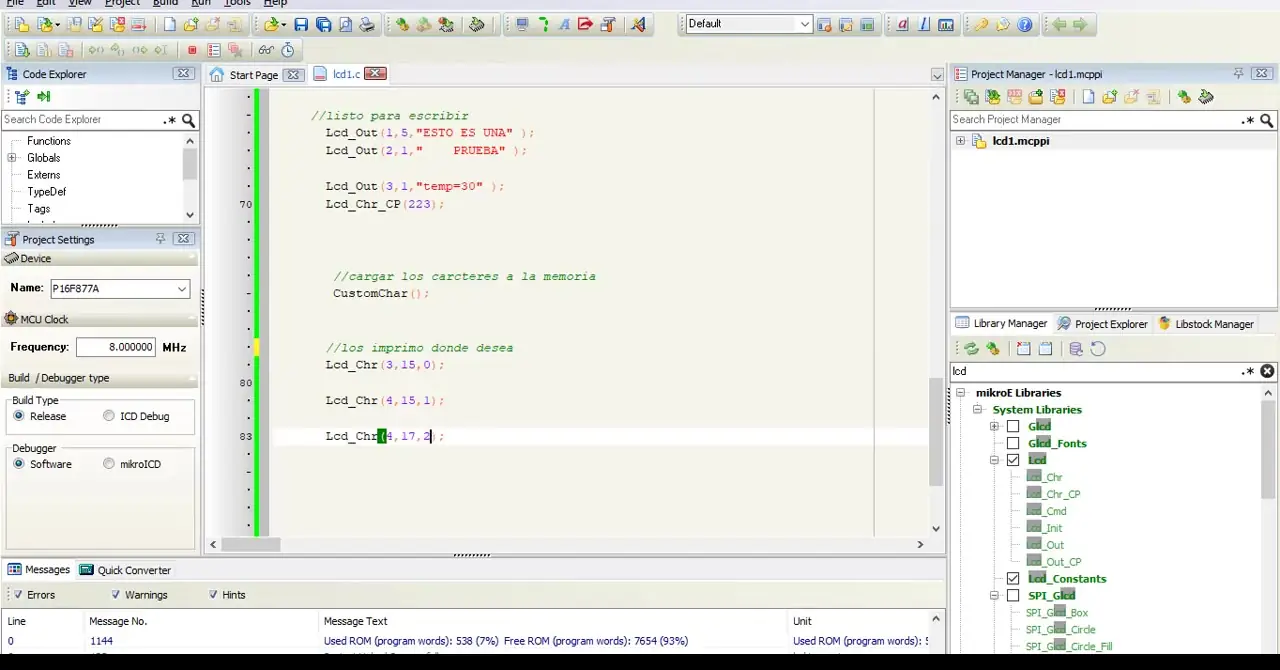 File Edit View Project Build Run Tools Help
Default
Code Explorer
Start Page
lcd1.c
Project Manager - lcd1.mcppi
Search Code Explorer
Search Project Manager
Functions
Globals
Externs
TypeDef
Tags
lcd1.mcppi
Project Settings
Device
Name: P16F877A
MCU Clock
Frequency: 8.000000 MHz
Build / Debugger type
Build Type
Release ICD Debug
Debugger
Software mikroICD
//listo para escribir
Lcd_Out(1,5,"ESTO ES UNA" );
Lcd_Out(2,1,"    PRUEBA" );
Lcd_Out(3,1,"temp=30" );
70 Lcd_Chr_CP(223);
//cargar los carcteres a la memoria
CustomChar();
//los imprimo donde desea
Lcd_Chr(3,15,0);
80
Lcd_Chr(4,15,1);
83 Lcd_Chr(4,17,2);
Library Manager Project Explorer Libstock Manager
lcd
mikroE Libraries
System Libraries
Glcd
Glcd_Fonts
Lcd
Lcd_Chr
Lcd_Chr_CP
Lcd_Cmd
Lcd_Init
Lcd_Out
Lcd_Out_CP
Lcd_Constants
SPI_Glcd
SPI_Glcd_Box
SPI_Glcd_Circle
SPI_Glcd_Circle_Fill
Messages Quick Converter
Errors Warnings Hints
Line Message No. Message Text Unit
0 1144 Used ROM (program words): 538 (7%) Free ROM (program words): 7654 (93%) Used ROM (program words): 5